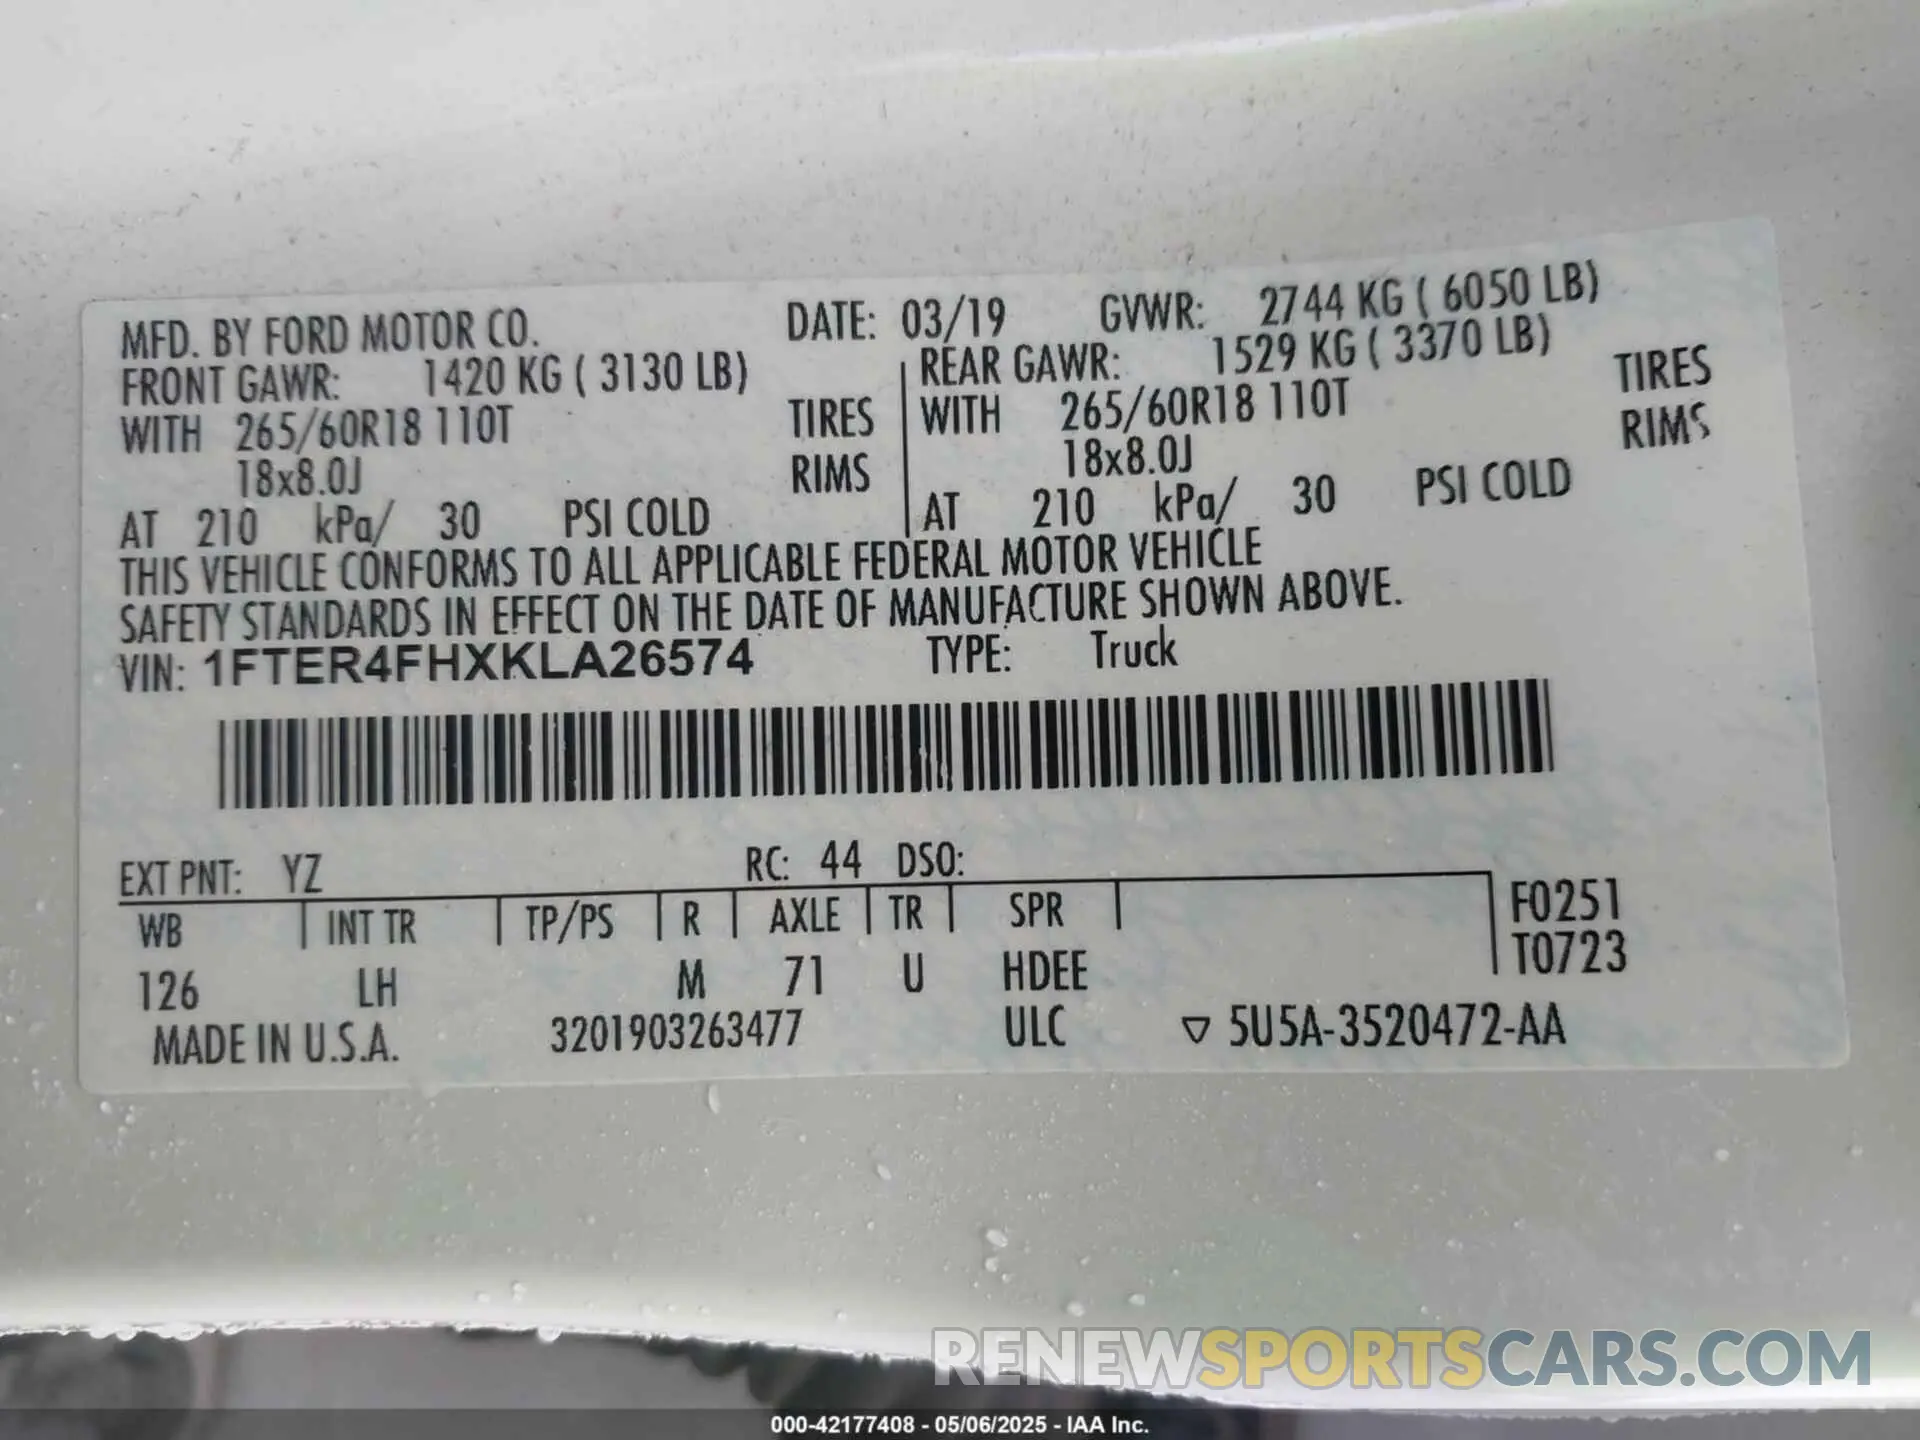 MFD. BY FORD MOTOR CO. DATE: 03/19 GVWR: 2744 KG ( 6050 LB)
FRONT GAWR: 1420 KG ( 3130 LB) REAR GAWR: 1529 KG ( 3370 LB)
WITH 265/60R18 110T TIRES WITH 265/60R18 110T TIRES
18x8.0J RIMS 18x8.0J RIMS
AT 210 kPa/ 30 PSI COLD AT 210 kPa/ 30 PSI COLD
THIS VEHICLE CONFORMS TO ALL APPLICABLE FEDERAL MOTOR VEHICLE
SAFETY STANDARDS IN EFFECT ON THE DATE OF MANUFACTURE SHOWN ABOVE.
VIN: 1FTER4FHXKLA26574 TYPE: Truck
EXT PNT: YZ RC: 44 DSO:
WB INT TR TP/PS R AXLE TR SPR F0251
T0723
126 LH M 71 U HDEE
MADE IN U.S.A. 3201903263477 ULC ▽ 5U5A-3520472-AA
RENEWSPORTSCARS.COM
000-42177408 - 05/06/2025 - IAA Inc.